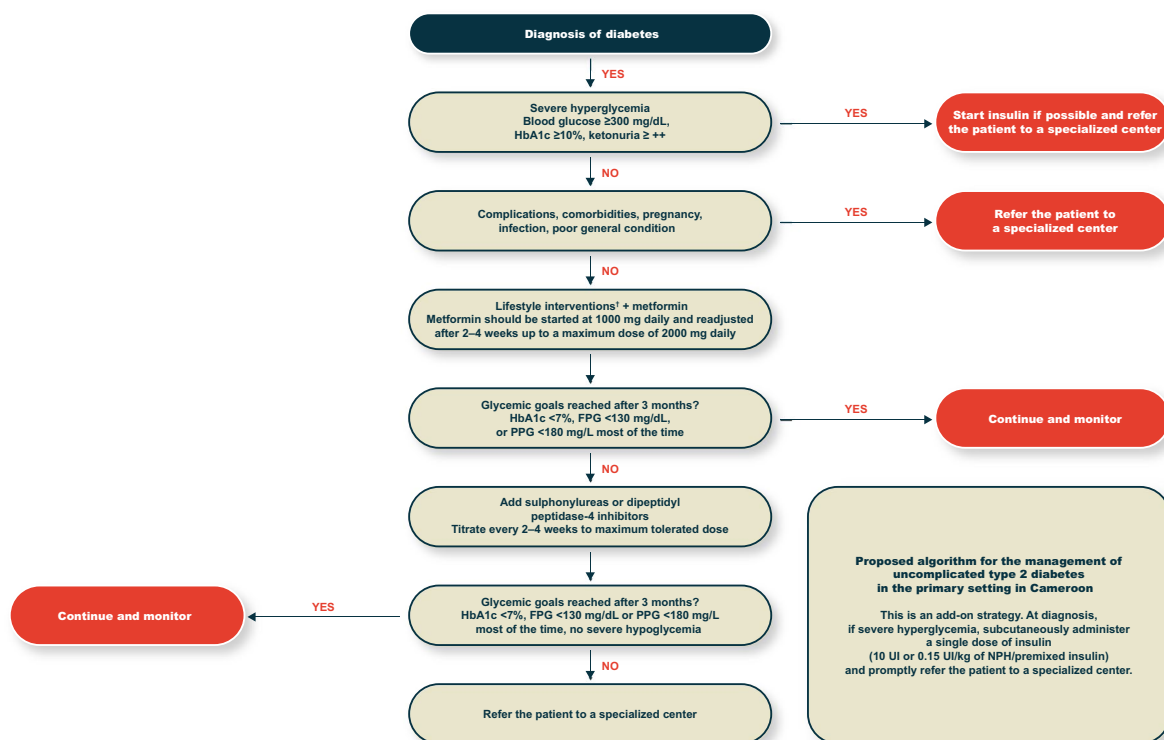 Diagnosis of diabetes
YES
Severe hyperglycemia
Blood glucose ≥300 mg/dL,
HbA1c ≥10%, ketonuria ≥ ++
YES
Start insulin if possible and refer
the patient to a specialized center
NO
Complications, comorbidities, pregnancy,
infection, poor general condition
YES
Refer the patient to
a specialized center
NO
Lifestyle interventions† + metformin
Metformin should be started at 1000 mg daily and readjusted
after 2–4 weeks up to a maximum dose of 2000 mg daily
Glycemic goals reached after 3 months?
HbA1c <7%, FPG <130 mg/dL,
or PPG <180 mg/L most of the time
YES
Continue and monitor
NO
Add sulphonylureas or dipeptidyl
peptidase-4 inhibitors
Titrate every 2–4 weeks to maximum tolerated dose
Glycemic goals reached after 3 months?
HbA1c <7%, FPG <130 mg/dL or PPG <180 mg/L
most of the time, no severe hypoglycemia
YES
Continue and monitor
NO
Refer the patient to a specialized center
Proposed algorithm for the management of
uncomplicated type 2 diabetes
in the primary setting in Cameroon
This is an add-on strategy. At diagnosis,
if severe hyperglycemia, subcutaneously administer
a single dose of insulin
(10 UI or 0.15 UI/kg of NPH/premixed insulin)
and promptly refer the patient to a specialized center.